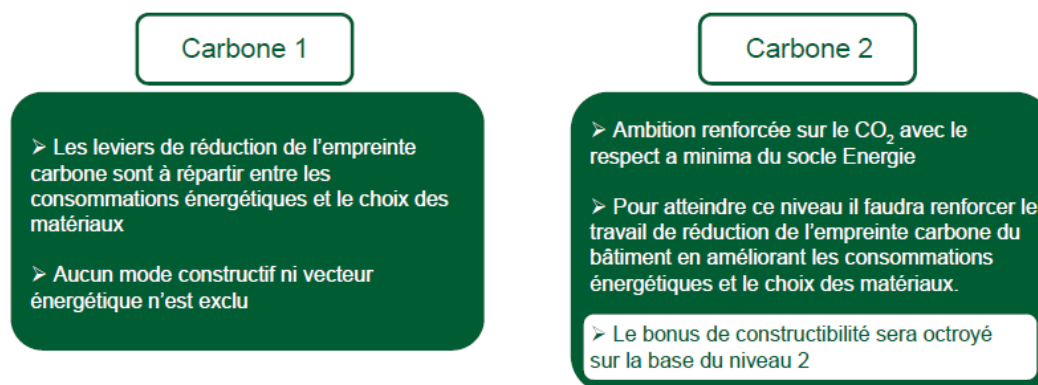 Carbone 1
➢ Les leviers de réduction de l’empreinte
carbone sont à répartir entre les
consommations énergétiques et le choix des
matériaux
➢ Aucun mode constructif ni vecteur
énergétique n’est exclu
Carbone 2
➢ Ambition renforcée sur le CO₂ avec le
respect a minima du socle Energie
➢ Pour atteindre ce niveau il faudra renforcer le
travail de réduction de l’empreinte carbone du
bâtiment en améliorant les consommations
énergétiques et le choix des matériaux.
➢ Le bonus de constructibilité sera octroyé
sur la base du niveau 2